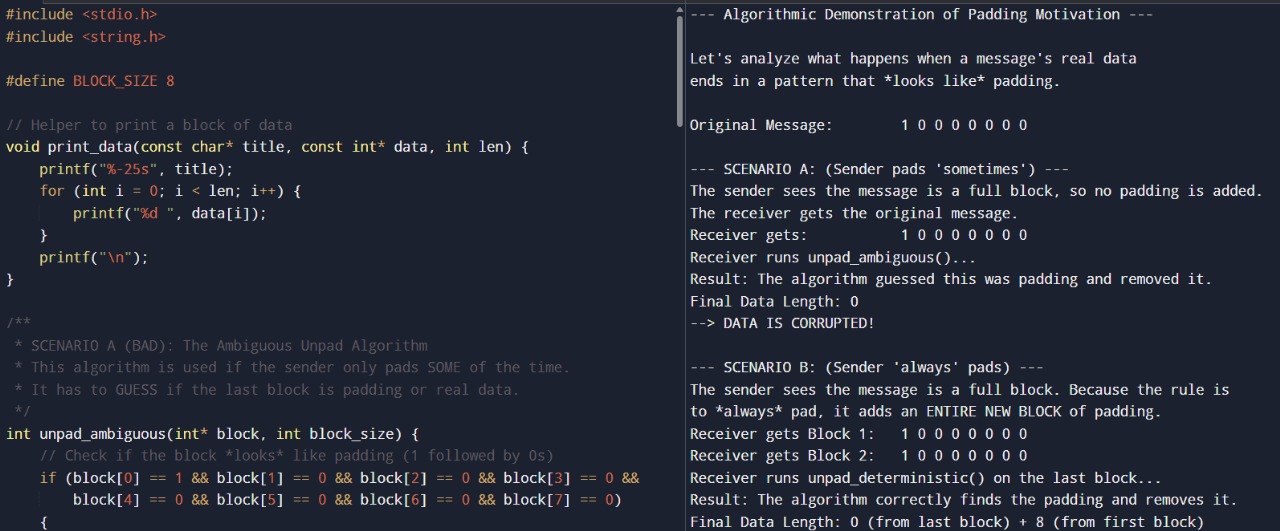 #include <stdio.h>
#include <string.h>
#define BLOCK_SIZE 8
// Helper to print a block of data
void print_data(const char* title, const int* data, int len) {
    printf("%-25s", title);
    for (int i = 0; i < len; i++) {
        printf("%d ", data[i]);
    }
    printf("\n");
}
/**
 * SCENARIO A (BAD): The Ambiguous Unpad Algorithm
 * This algorithm is used if the sender only pads SOME of the time.
 * It has to GUESS if the last block is padding or real data.
 */
int unpad_ambiguous(int* block, int block_size) {
    // Check if the block *looks* like padding (1 followed by 0s)
    if (block[0] == 1 && block[1] == 0 && block[2] == 0 && block[3] == 0 &&
        block[4] == 0 && block[5] == 0 && block[6] == 0 && block[7] == 0)
    {
--- Algorithmic Demonstration of Padding Motivation ---
Let's analyze what happens when a message's real data
ends in a pattern that *looks like* padding.
Original Message:        1 0 0 0 0 0 0 0
--- SCENARIO A: (Sender pads 'sometimes') ---
The sender sees the message is a full block, so no padding is added.
The receiver gets the original message.
Receiver gets:           1 0 0 0 0 0 0 0
Receiver runs unpad_ambiguous()...
Result: The algorithm guessed this was padding and removed it.
Final Data Length: 0
--> DATA IS CORRUPTED!
--- SCENARIO B: (Sender 'always' pads) ---
The sender sees the message is a full block. Because the rule is
to *always* pad, it adds an ENTIRE NEW BLOCK of padding.
Receiver gets Block 1:   1 0 0 0 0 0 0 0
Receiver gets Block 2:   1 0 0 0 0 0 0 0
Receiver runs unpad_deterministic() on the last block...
Result: The algorithm correctly finds the padding and removes it.
Final Data Length: 0 (from last block) + 8 (from first block)